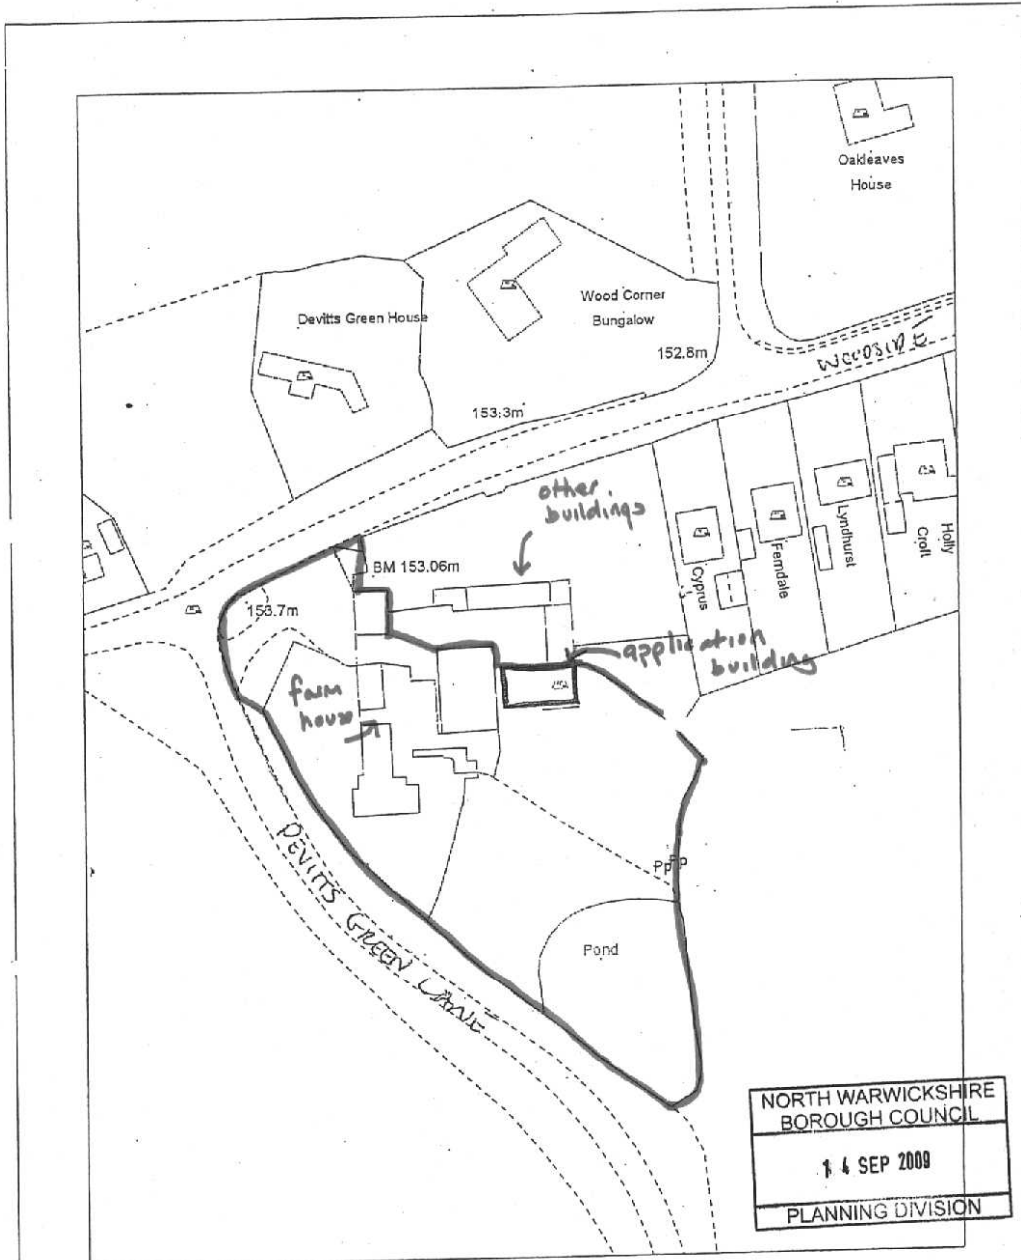 Oakleaves
House
Wood Corner
Bungalow
Devitts Green House
152.8m
WOODSIDE
153.3m
other
buildings
BM 153.06m
153.7m
Cyprus
Ferndale
Lyndhurst
Holly
Croft
application
building
farm
house
DEVITTS GREEN LANE
Pond
NORTH WARWICKSHIRE
BOROUGH COUNCIL
14 SEP 2009
PLANNING DIVISION